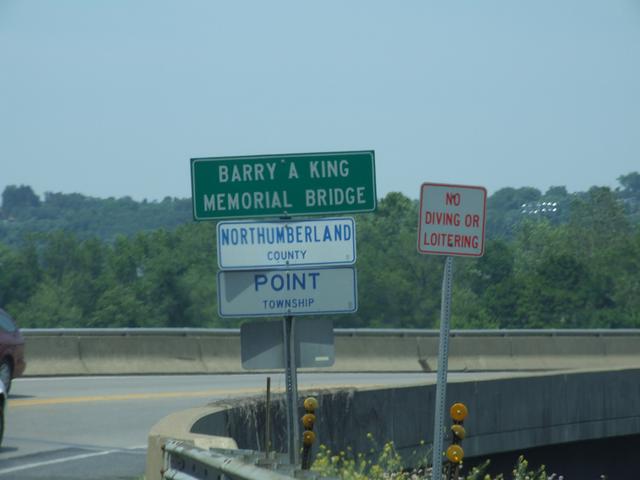 BARRY A KING
MEMORIAL BRIDGE
NORTHUMBERLAND
COUNTY
POINT
TOWNSHIP
NO
DIVING OR
LOITERING